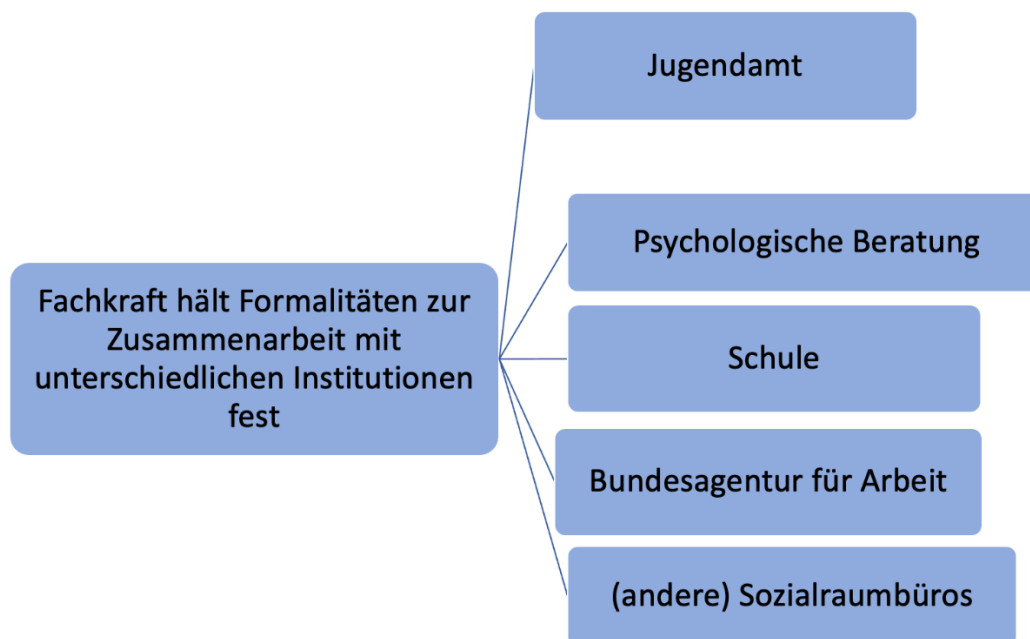 Jugendamt
Psychologische Beratung
Fachkraft hält Formalitäten zur
Zusammenarbeit mit
unterschiedlichen Institutionen
fest
Schule
Bundesagentur für Arbeit
(andere) Sozialraumbüros